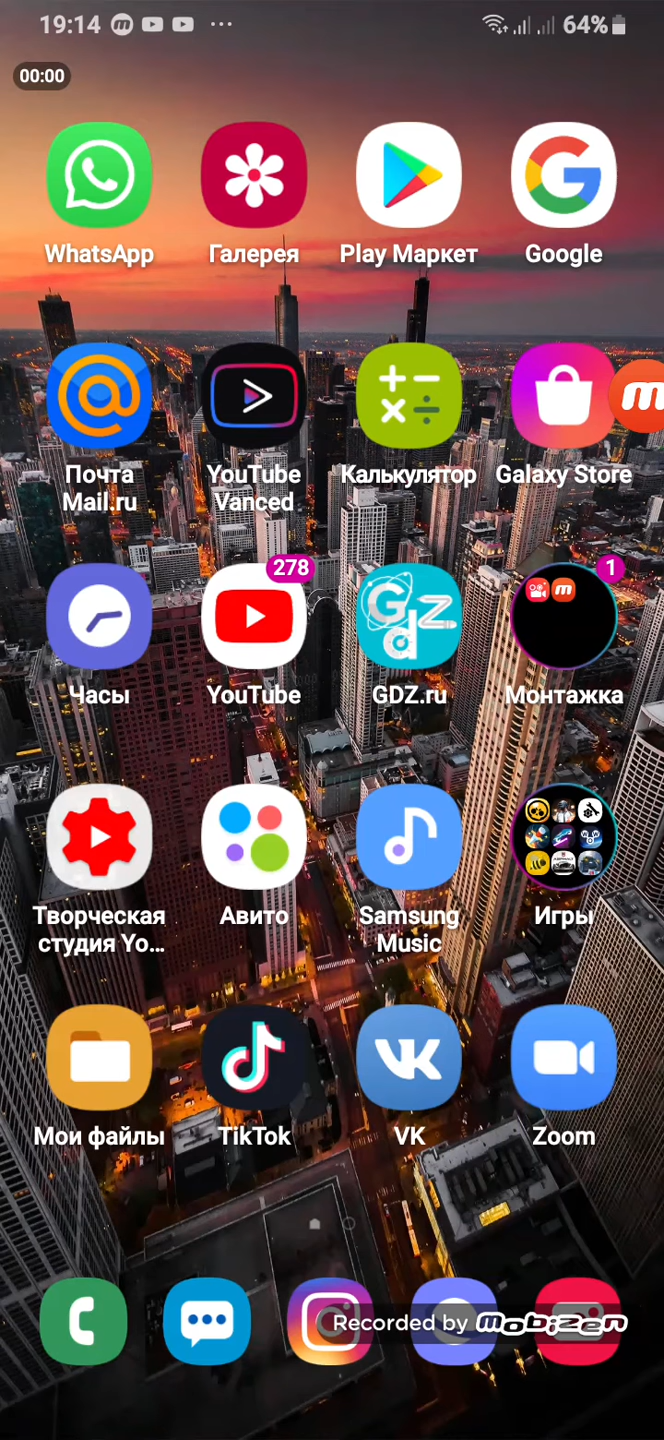 19:14
64%
00:00
WhatsApp
Галерея
Play Маркет
Google
Почта
Mail.ru
YouTube
Vanced
Калькулятор
Galaxy Store
Часы
278
YouTube
Gdz
GDZ.ru
1
Монтажка
Творческая
студия Yo...
Авито
Samsung
Music
Игры
Мои файлы
TikTok
VK
Zoom
Recorded by mobizen